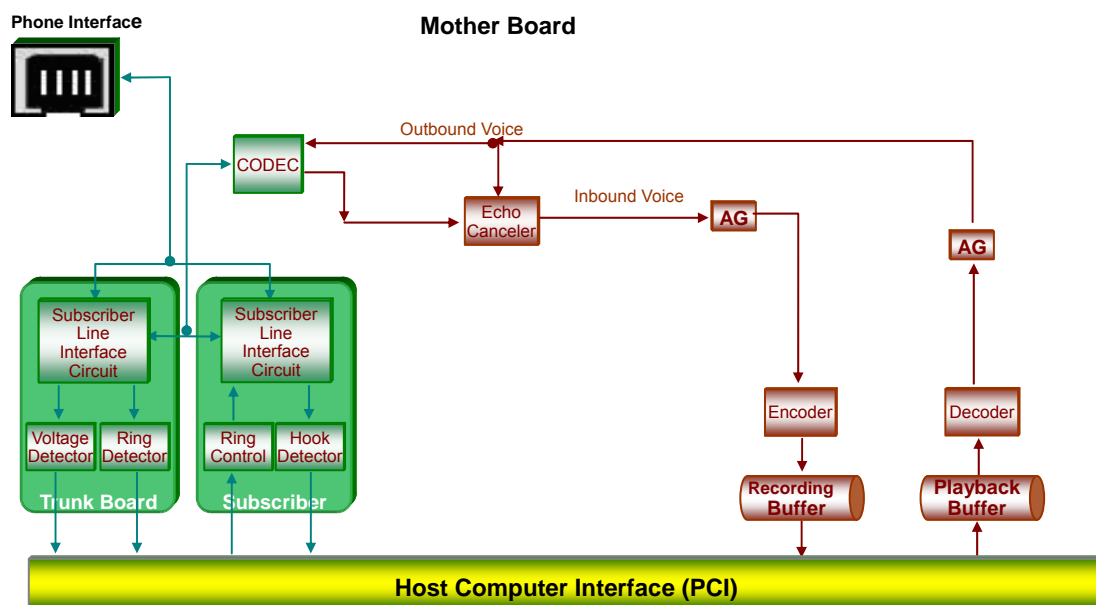 Phone Interface
Mother Board
Outbound Voice
CODEC
Inbound Voice
Echo
Canceler
AG
AG
Subscriber
Line
Interface
Circuit
Subscriber
Line
Interface
Circuit
Encoder
Decoder
Voltage
Detector
Ring
Detector
Ring
Control
Hook
Detector
Trunk Board
Subscriber
Recording
Buffer
Playback
Buffer
Host Computer Interface (PCI)